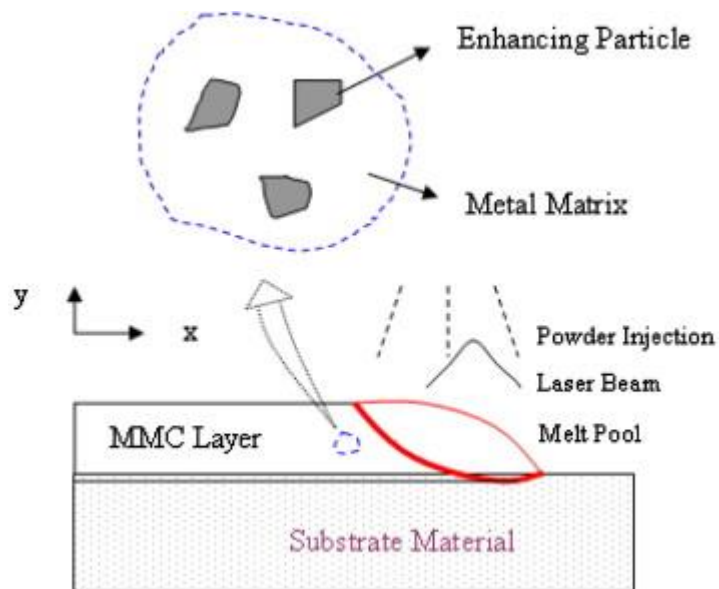 Enhancing Particle
Metal Matrix
y
x
Powder Injection
Laser Beam
MMC Layer
Melt Pool
Substrate Material